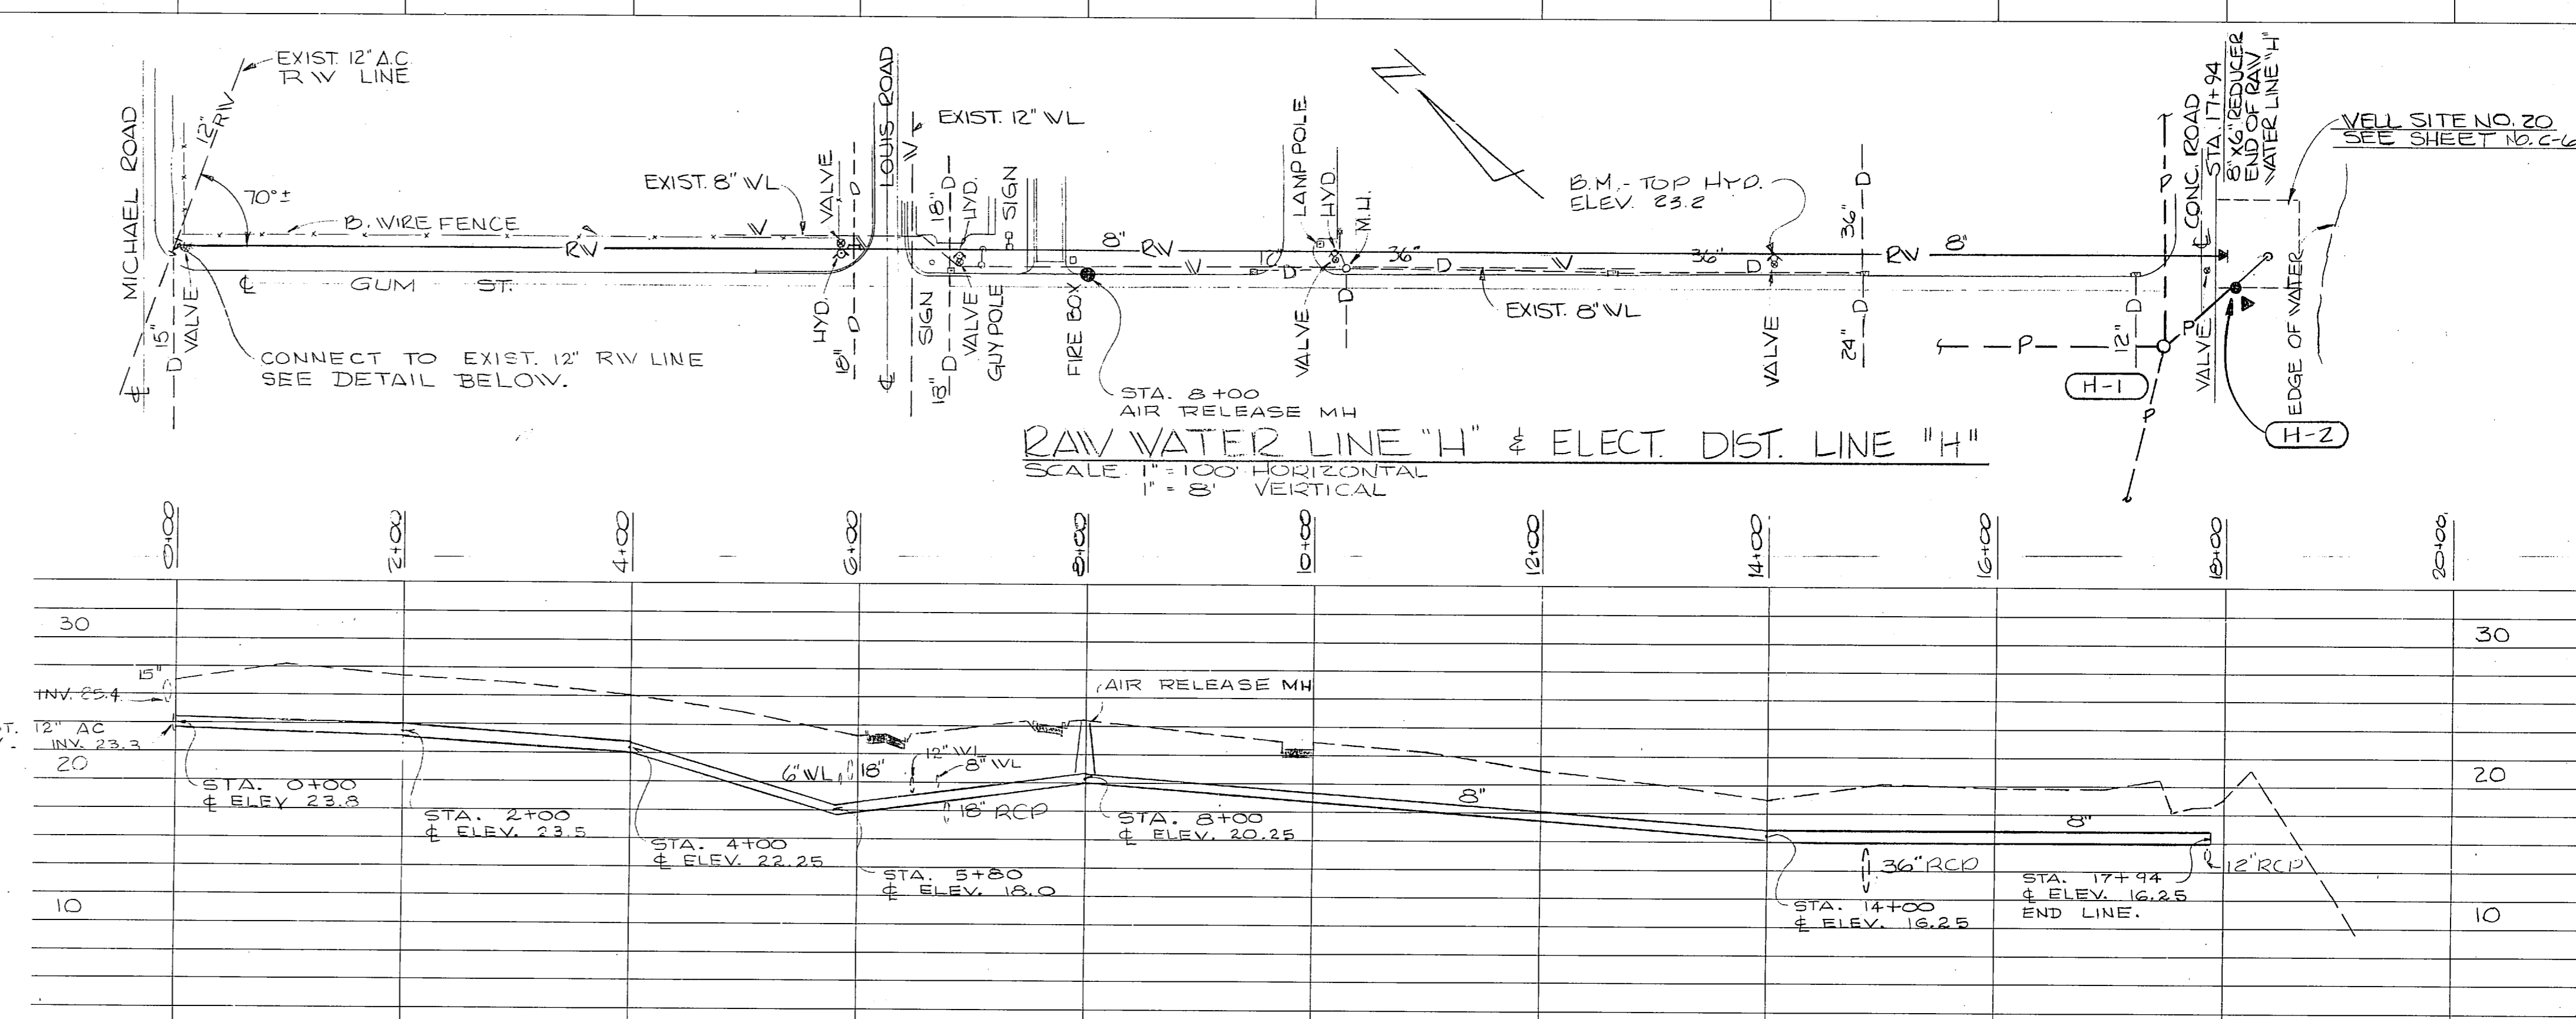 EXIST. 12" A.C.
RW LINE
12"
RW
MICHAEL ROAD
70°±
B. WIRE FENCE
RW
W
EXIST. 8" WL
VALVE
HYD.
18"
D
D
LOUIS ROAD
W
EXIST. 12" WL
18"
D
HYD.
SIGN
SIGN
VALVE
GUY POLE
18"
D
FIRE BOX
8"
RW
W
D
LAMP POLE
HYD.
M.H.
VALVE
D
36"
D
W
36"
D
EXIST. 8" WL
B.M. - TOP HYD.
ELEV. 23.2
VALVE
36"
D
24"
D
RW
8"
P
CONC. ROAD
STA. 17+94
8"X6" REDUCER
END OF RAW
WATER LINE "H"
WELL SITE NO. 20
SEE SHEET NO. C-6
EDGE OF WATER
P
P
P
12"
D
VALVE
H-1
H-2
℄ GUM ST.
15"
D
VALVE
℄
℄
CONNECT TO EXIST. 12" RW LINE
SEE DETAIL BELOW.
STA. 8+00
AIR RELEASE MH
RAW WATER LINE "H" & ELECT. DIST. LINE "H"
SCALE 1" = 100' HORIZONTAL
1" = 8' VERTICAL
0+00
2+00
4+00
6+00
8+00
10+00
12+00
14+00
16+00
18+00
20+00
30
30
15"
INV. 25.4
12" AC
INV. 23.3
20
20
10
10
STA. 0+00
℄ ELEV 23.8
STA. 2+00
℄ ELEV. 23.5
STA. 4+00
℄ ELEV. 22.25
6" WL
18"
12" WL
8" WL
18" RCP
STA. 5+80
℄ ELEV. 18.0
AIR RELEASE MH
STA. 8+00
℄ ELEV. 20.25
8"
8"
36" RCP
STA. 14+00
℄ ELEV. 16.25
STA. 17+94
℄ ELEV. 16.25
END LINE.
12" RCP